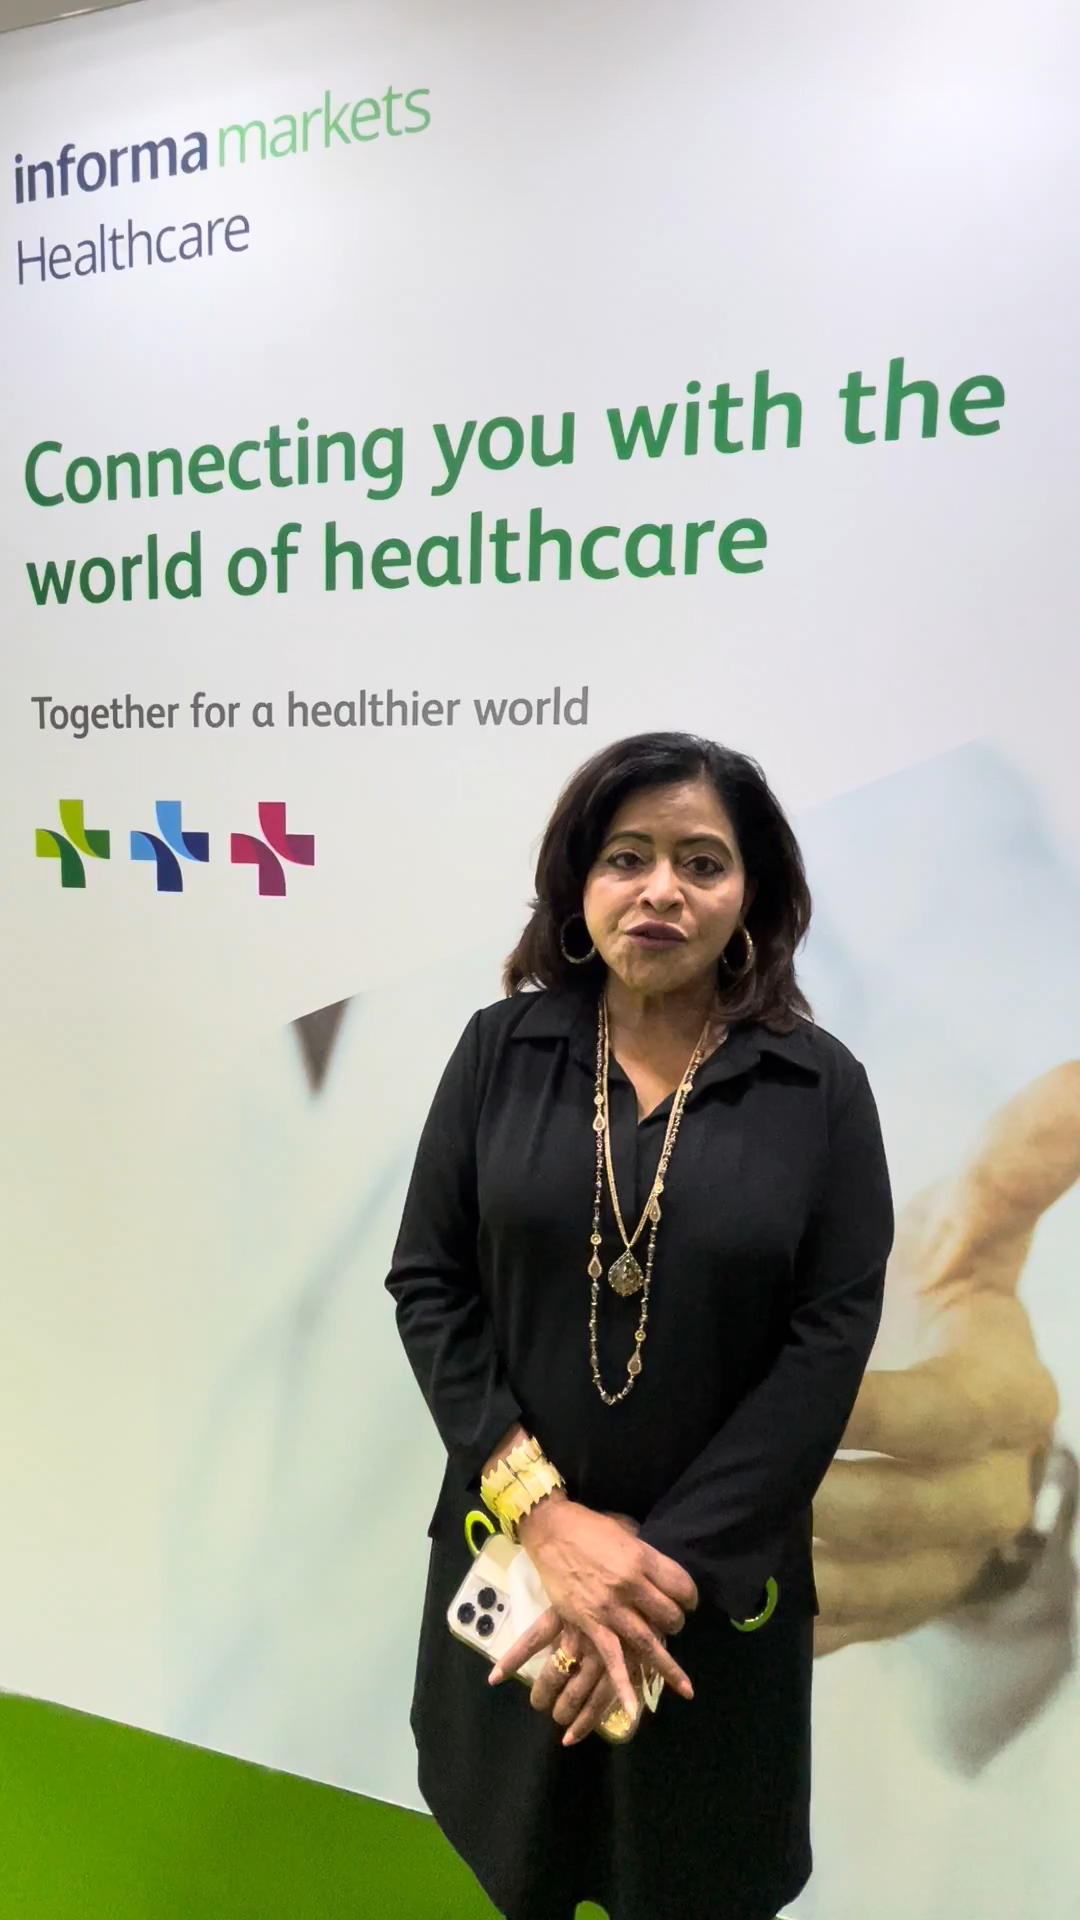 informa markets
Healthcare
Connecting you with the
world of healthcare
Together for a healthier world